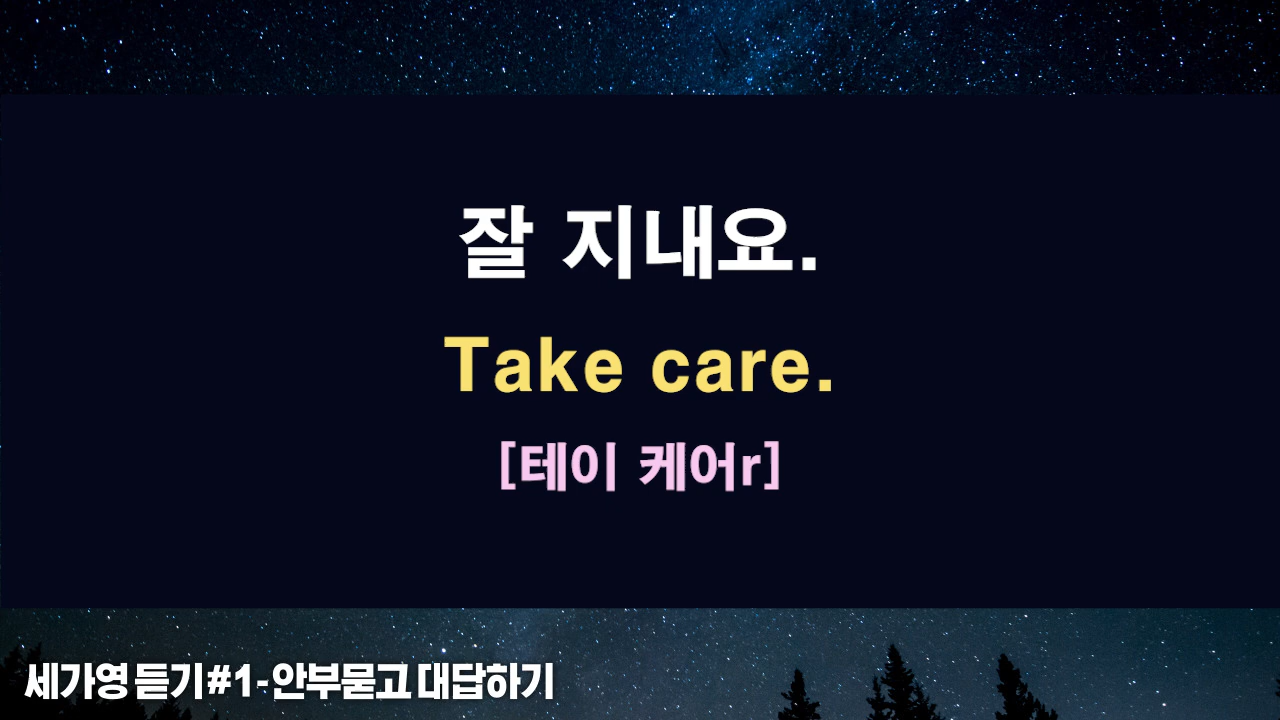 잘 지내요.
Take care.
[테이 케어r]
세가영 듣기 #1 - 안부묻고 대답하기